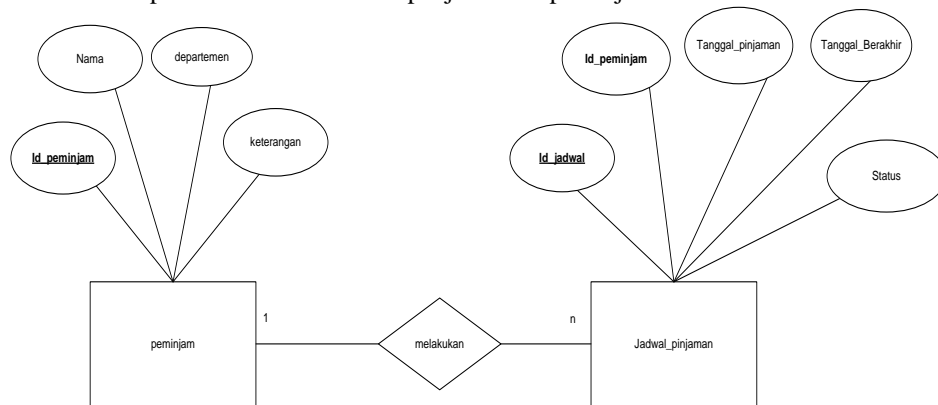 Nama
departemen
Id_peminjam
keterangan
Id_peminjam
Tanggal_pinjaman
Tanggal_Berakhir
Id_jadwal
Status
1
n
peminjam
melakukan
Jadwal_pinjaman